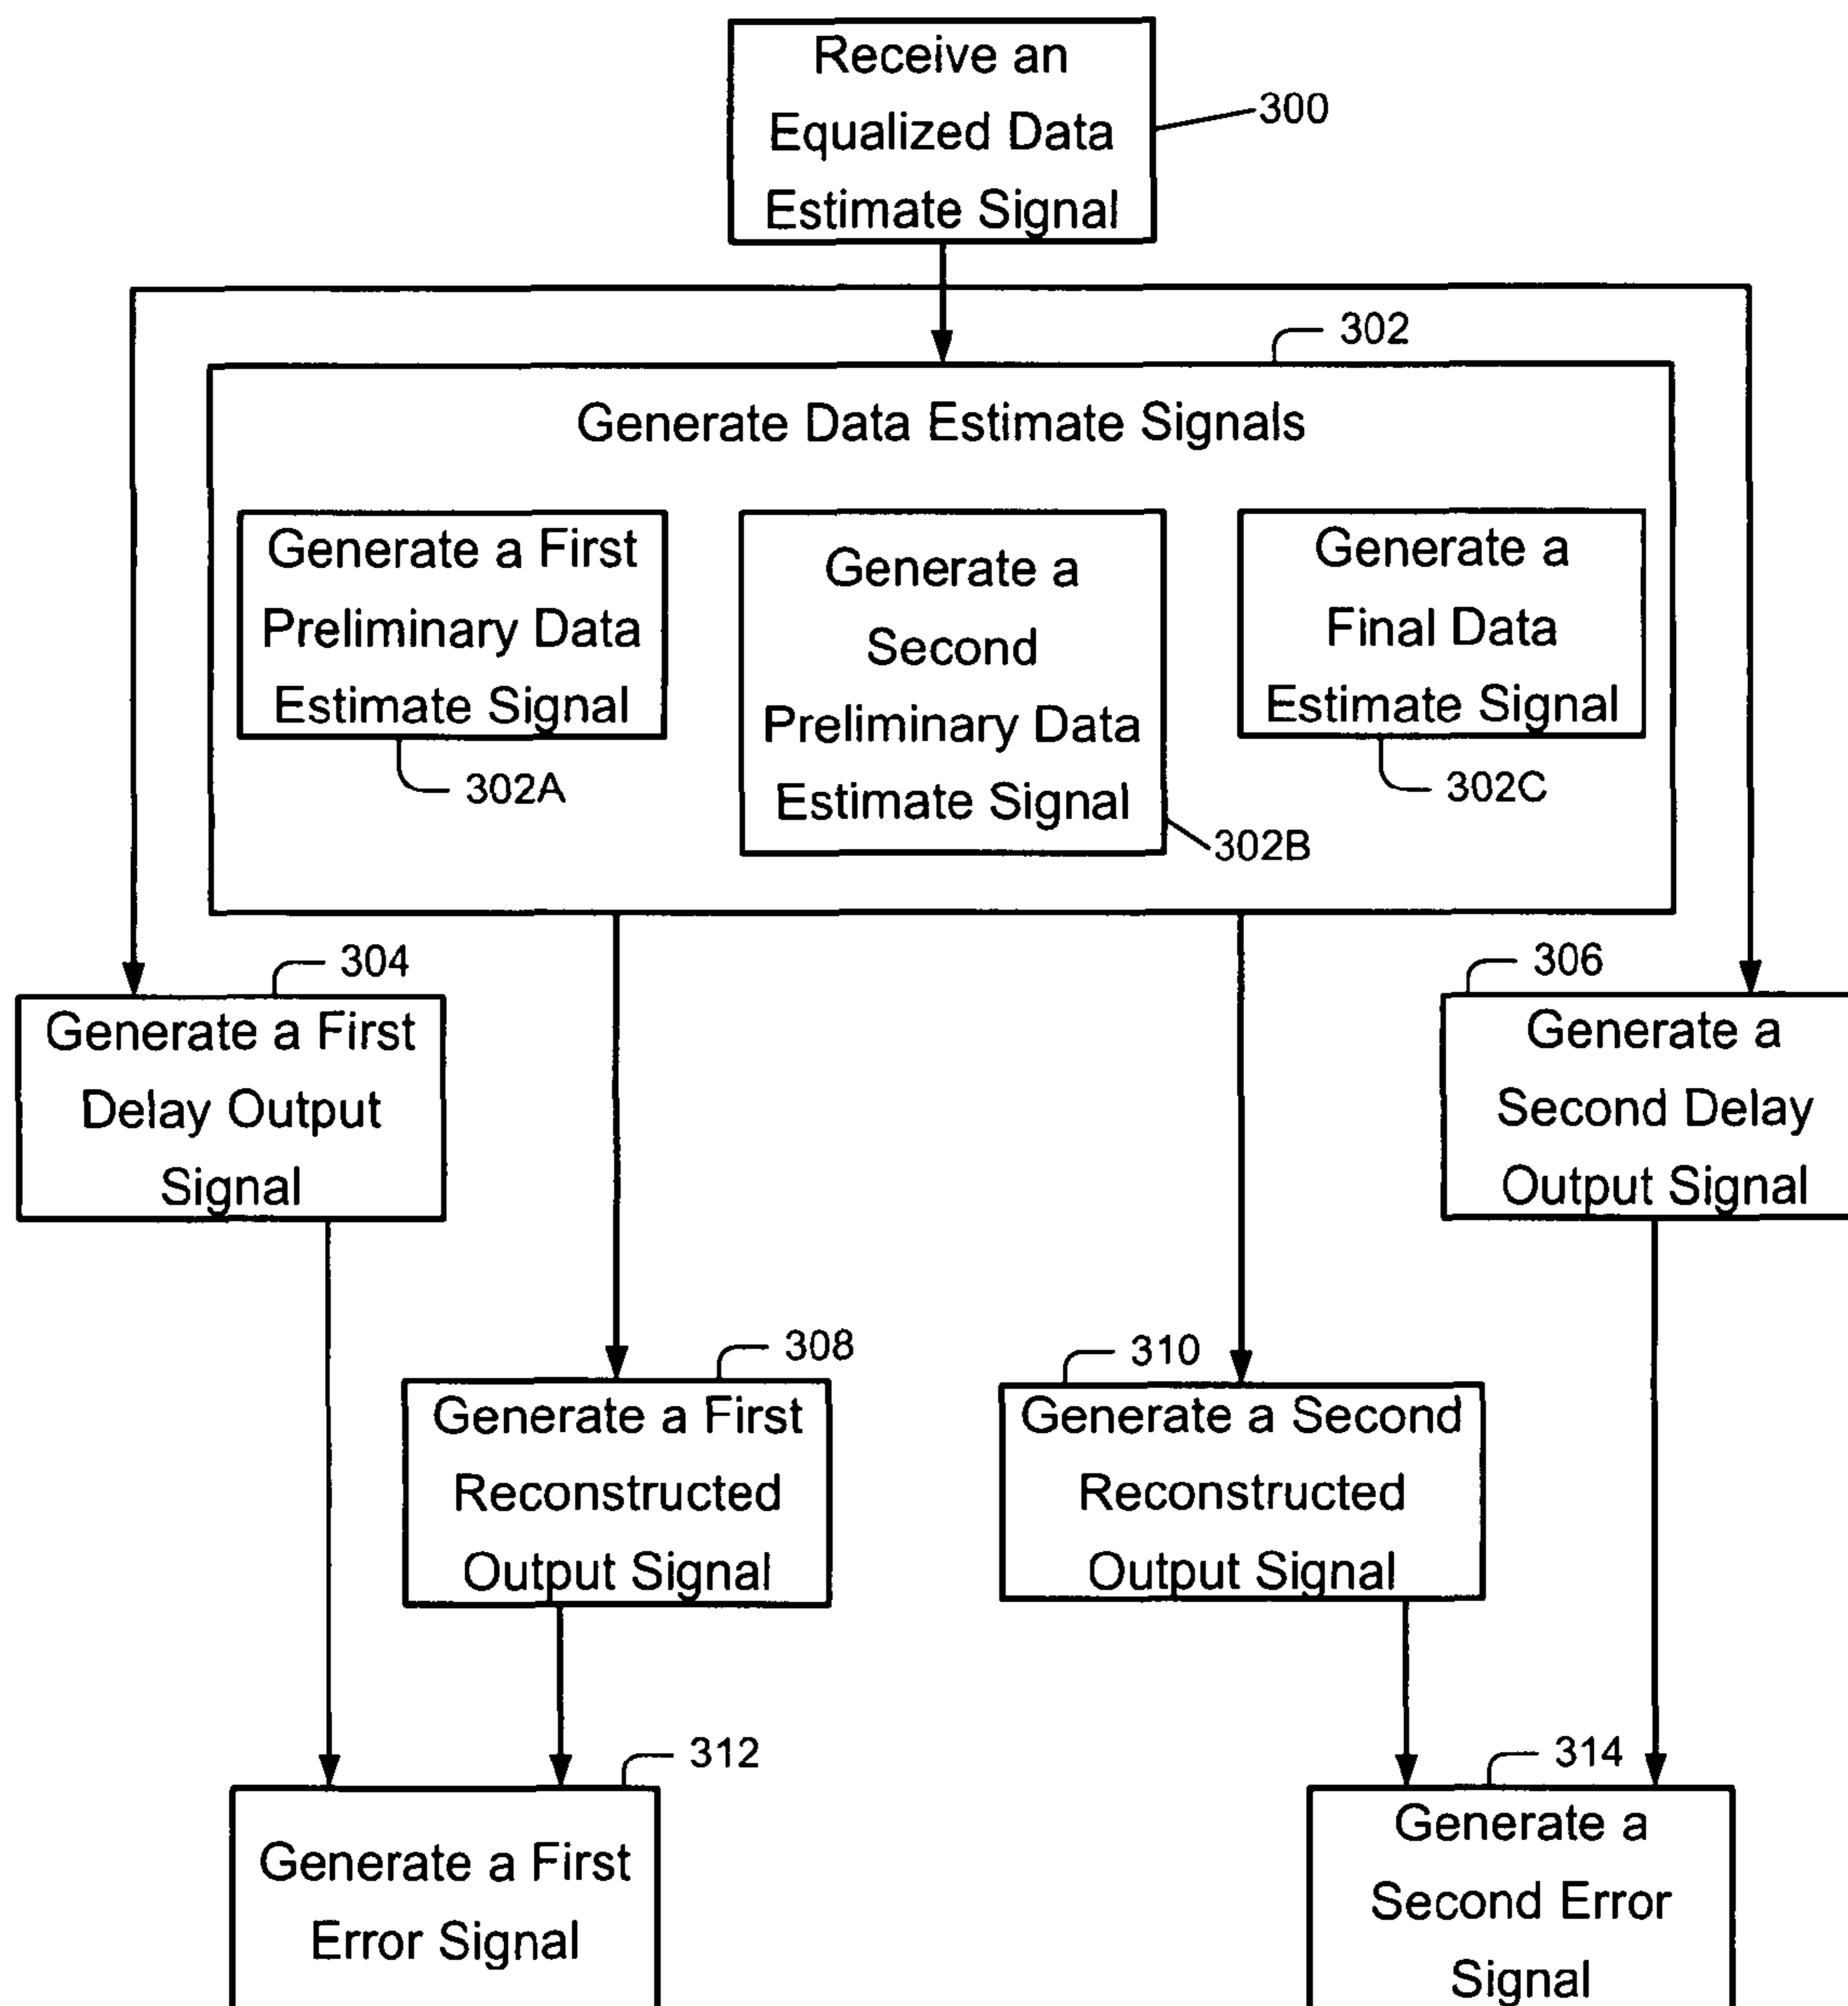 Receive an
Equalized Data
Estimate Signal
300
302
Generate Data Estimate Signals
Generate a First
Preliminary Data
Estimate Signal
302A
Generate a
Second
Preliminary Data
Estimate Signal
302B
Generate a
Final Data
Estimate Signal
302C
304
Generate a First
Delay Output
Signal
306
Generate a
Second Delay
Output Signal
308
Generate a First
Reconstructed
Output Signal
310
Generate a Second
Reconstructed
Output Signal
312
Generate a First
Error Signal
314
Generate a
Second Error
Signal